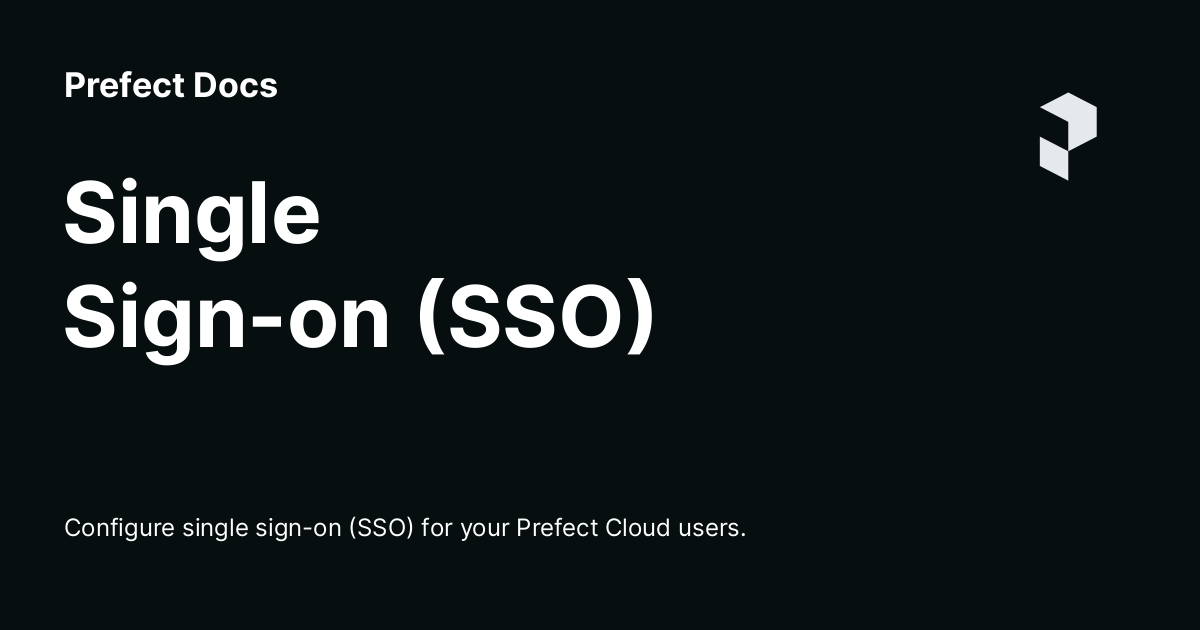 Prefect Docs
Single
Sign-on (SSO)
Configure single sign-on (SSO) for your Prefect Cloud users.